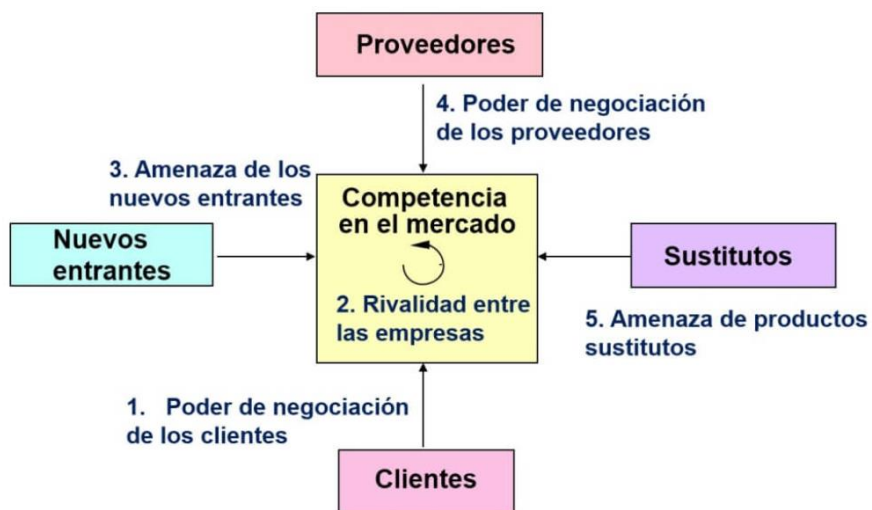 Proveedores
4. Poder de negociación
de los proveedores
3. Amenaza de los
nuevos entrantes
Competencia
en el mercado
Nuevos
entrantes
Sustitutos
2. Rivalidad entre
las empresas
5. Amenaza de productos
sustitutos
1. Poder de negociación
de los clientes
Clientes